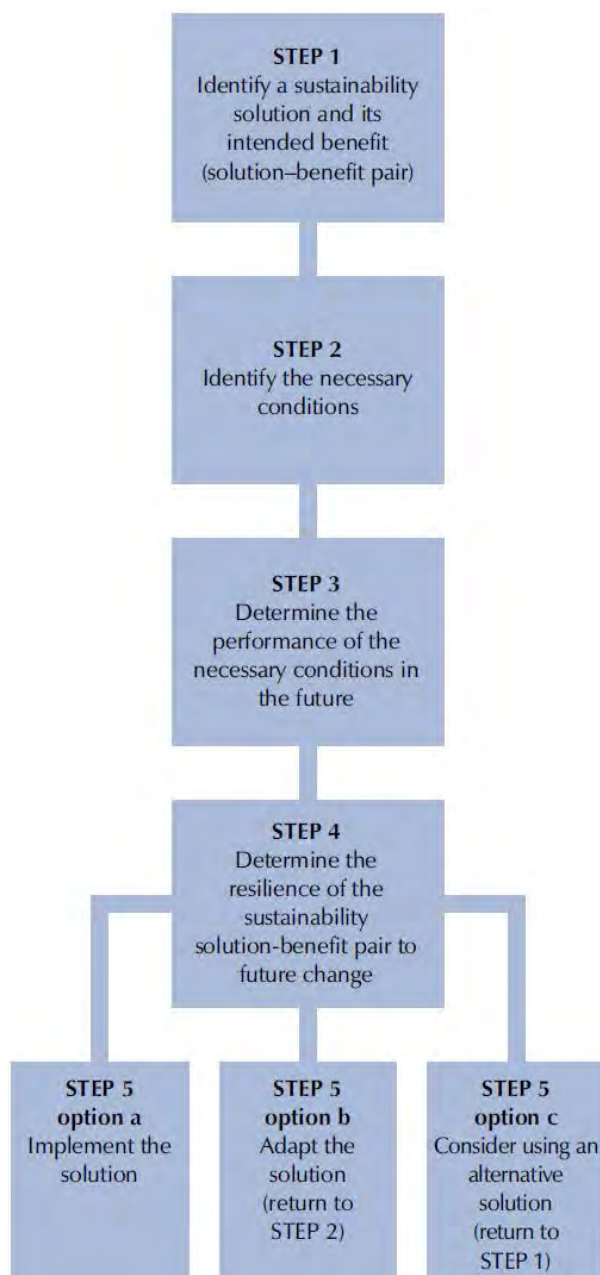 STEP 1
Identify a sustainability
solution and its
intended benefit
(solution–benefit pair)
STEP 2
Identify the necessary
conditions
STEP 3
Determine the
performance of the
necessary conditions in
the future
STEP 4
Determine the
resilience of the
sustainability
solution-benefit pair to
future change
STEP 5
option a
Implement the
solution
STEP 5
option b
Adapt the
solution
(return to
STEP 2)
STEP 5
option c
Consider using an
alternative
solution
(return to
STEP 1)